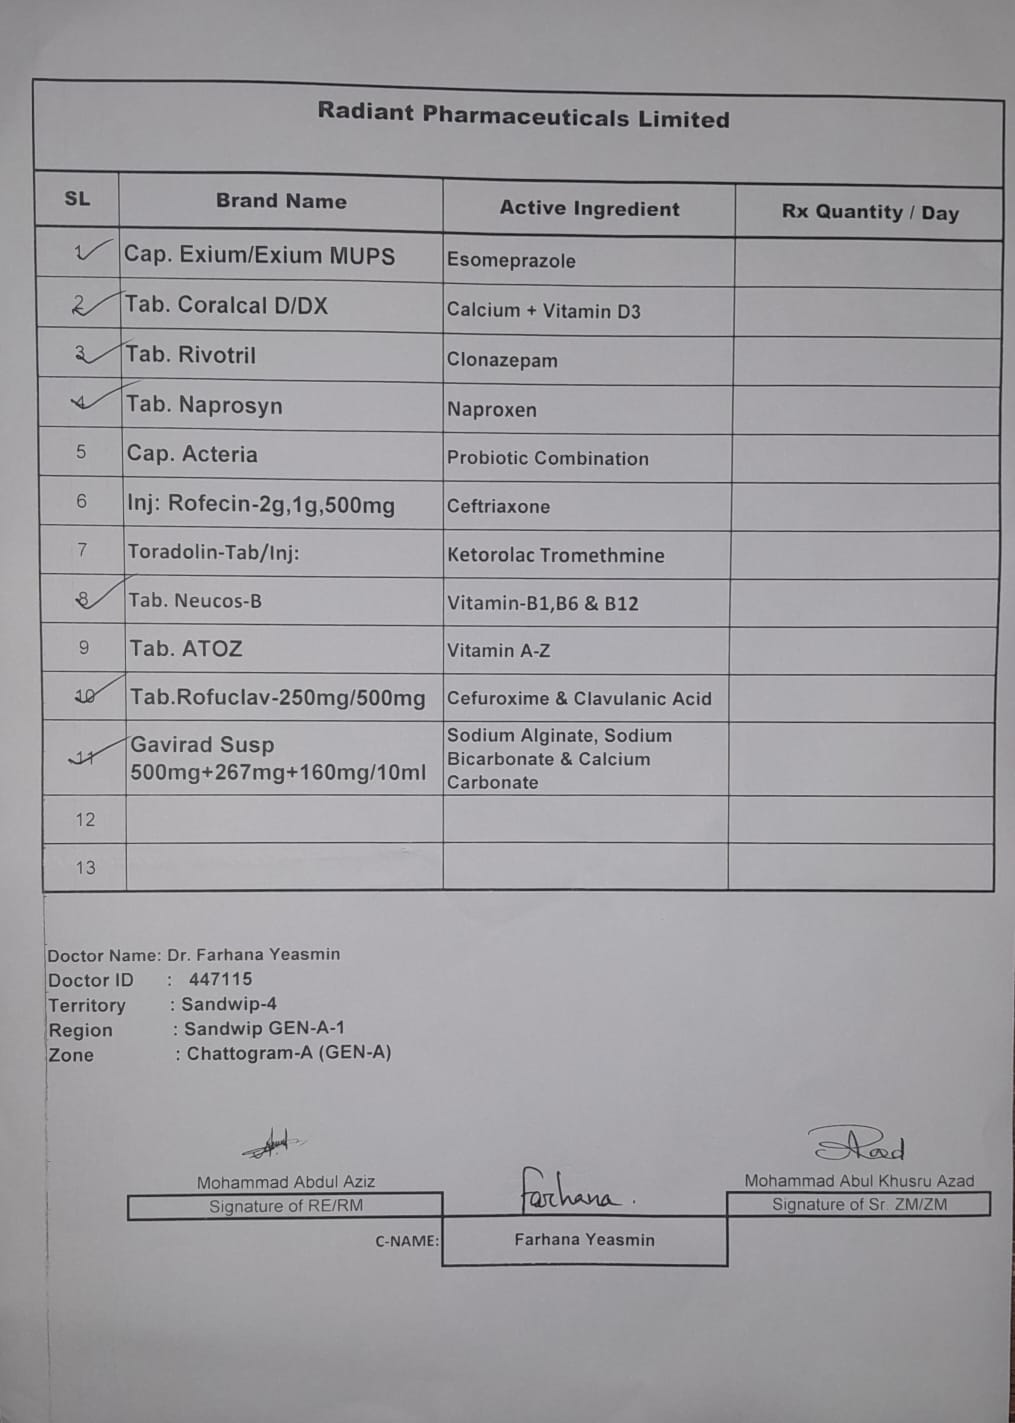 Radiant Pharmaceuticals Limited
SL Brand Name Active Ingredient Rx Quantity / Day
1 Cap. Exium/Exium MUPS Esomeprazole
2 Tab. Coralcal D/DX Calcium + Vitamin D3
3 Tab. Rivotril Clonazepam
4 Tab. Naprosyn Naproxen
5 Cap. Acteria Probiotic Combination
6 Inj: Rofecin-2g,1g,500mg Ceftriaxone
7 Toradolin-Tab/Inj: Ketorolac Tromethmine
8 Tab. Neucos-B Vitamin-B1,B6 & B12
9 Tab. ATOZ Vitamin A-Z
10 Tab.Rofuclav-250mg/500mg Cefuroxime & Clavulanic Acid
11 Gavirad Susp
500mg+267mg+160mg/10ml Sodium Alginate, Sodium
Bicarbonate & Calcium
Carbonate
12
13
Doctor Name: Dr. Farhana Yeasmin
Doctor ID : 447115
Territory : Sandwip-4
Region : Sandwip GEN-A-1
Zone : Chattogram-A (GEN-A)
Mohammad Abdul Aziz
Signature of RE/RM
Farhana.
C-NAME: Farhana Yeasmin
Azad
Mohammad Abul Khusru Azad
Signature of Sr. ZM/ZM